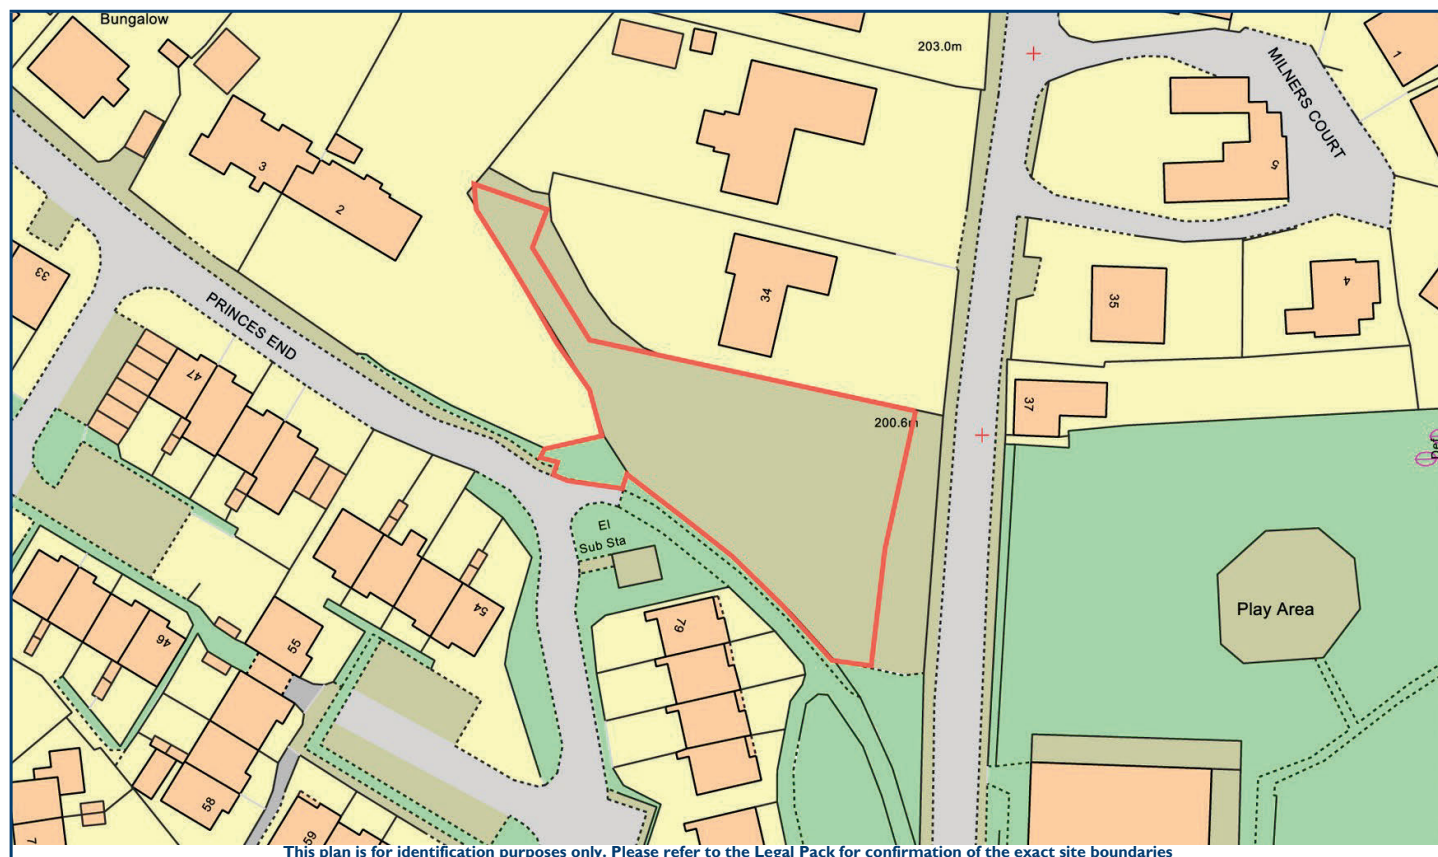 Bungalow
203.0m
MILNERS COURT
1
5
3
2
33
PRINCES END
34
35
4
47
37
200.6m
El
Sub Sta
Play Area
54
79
46
55
58
59
7
This plan is for identification purposes only. Please refer to the Legal Pack for confirmation of the exact site boundaries